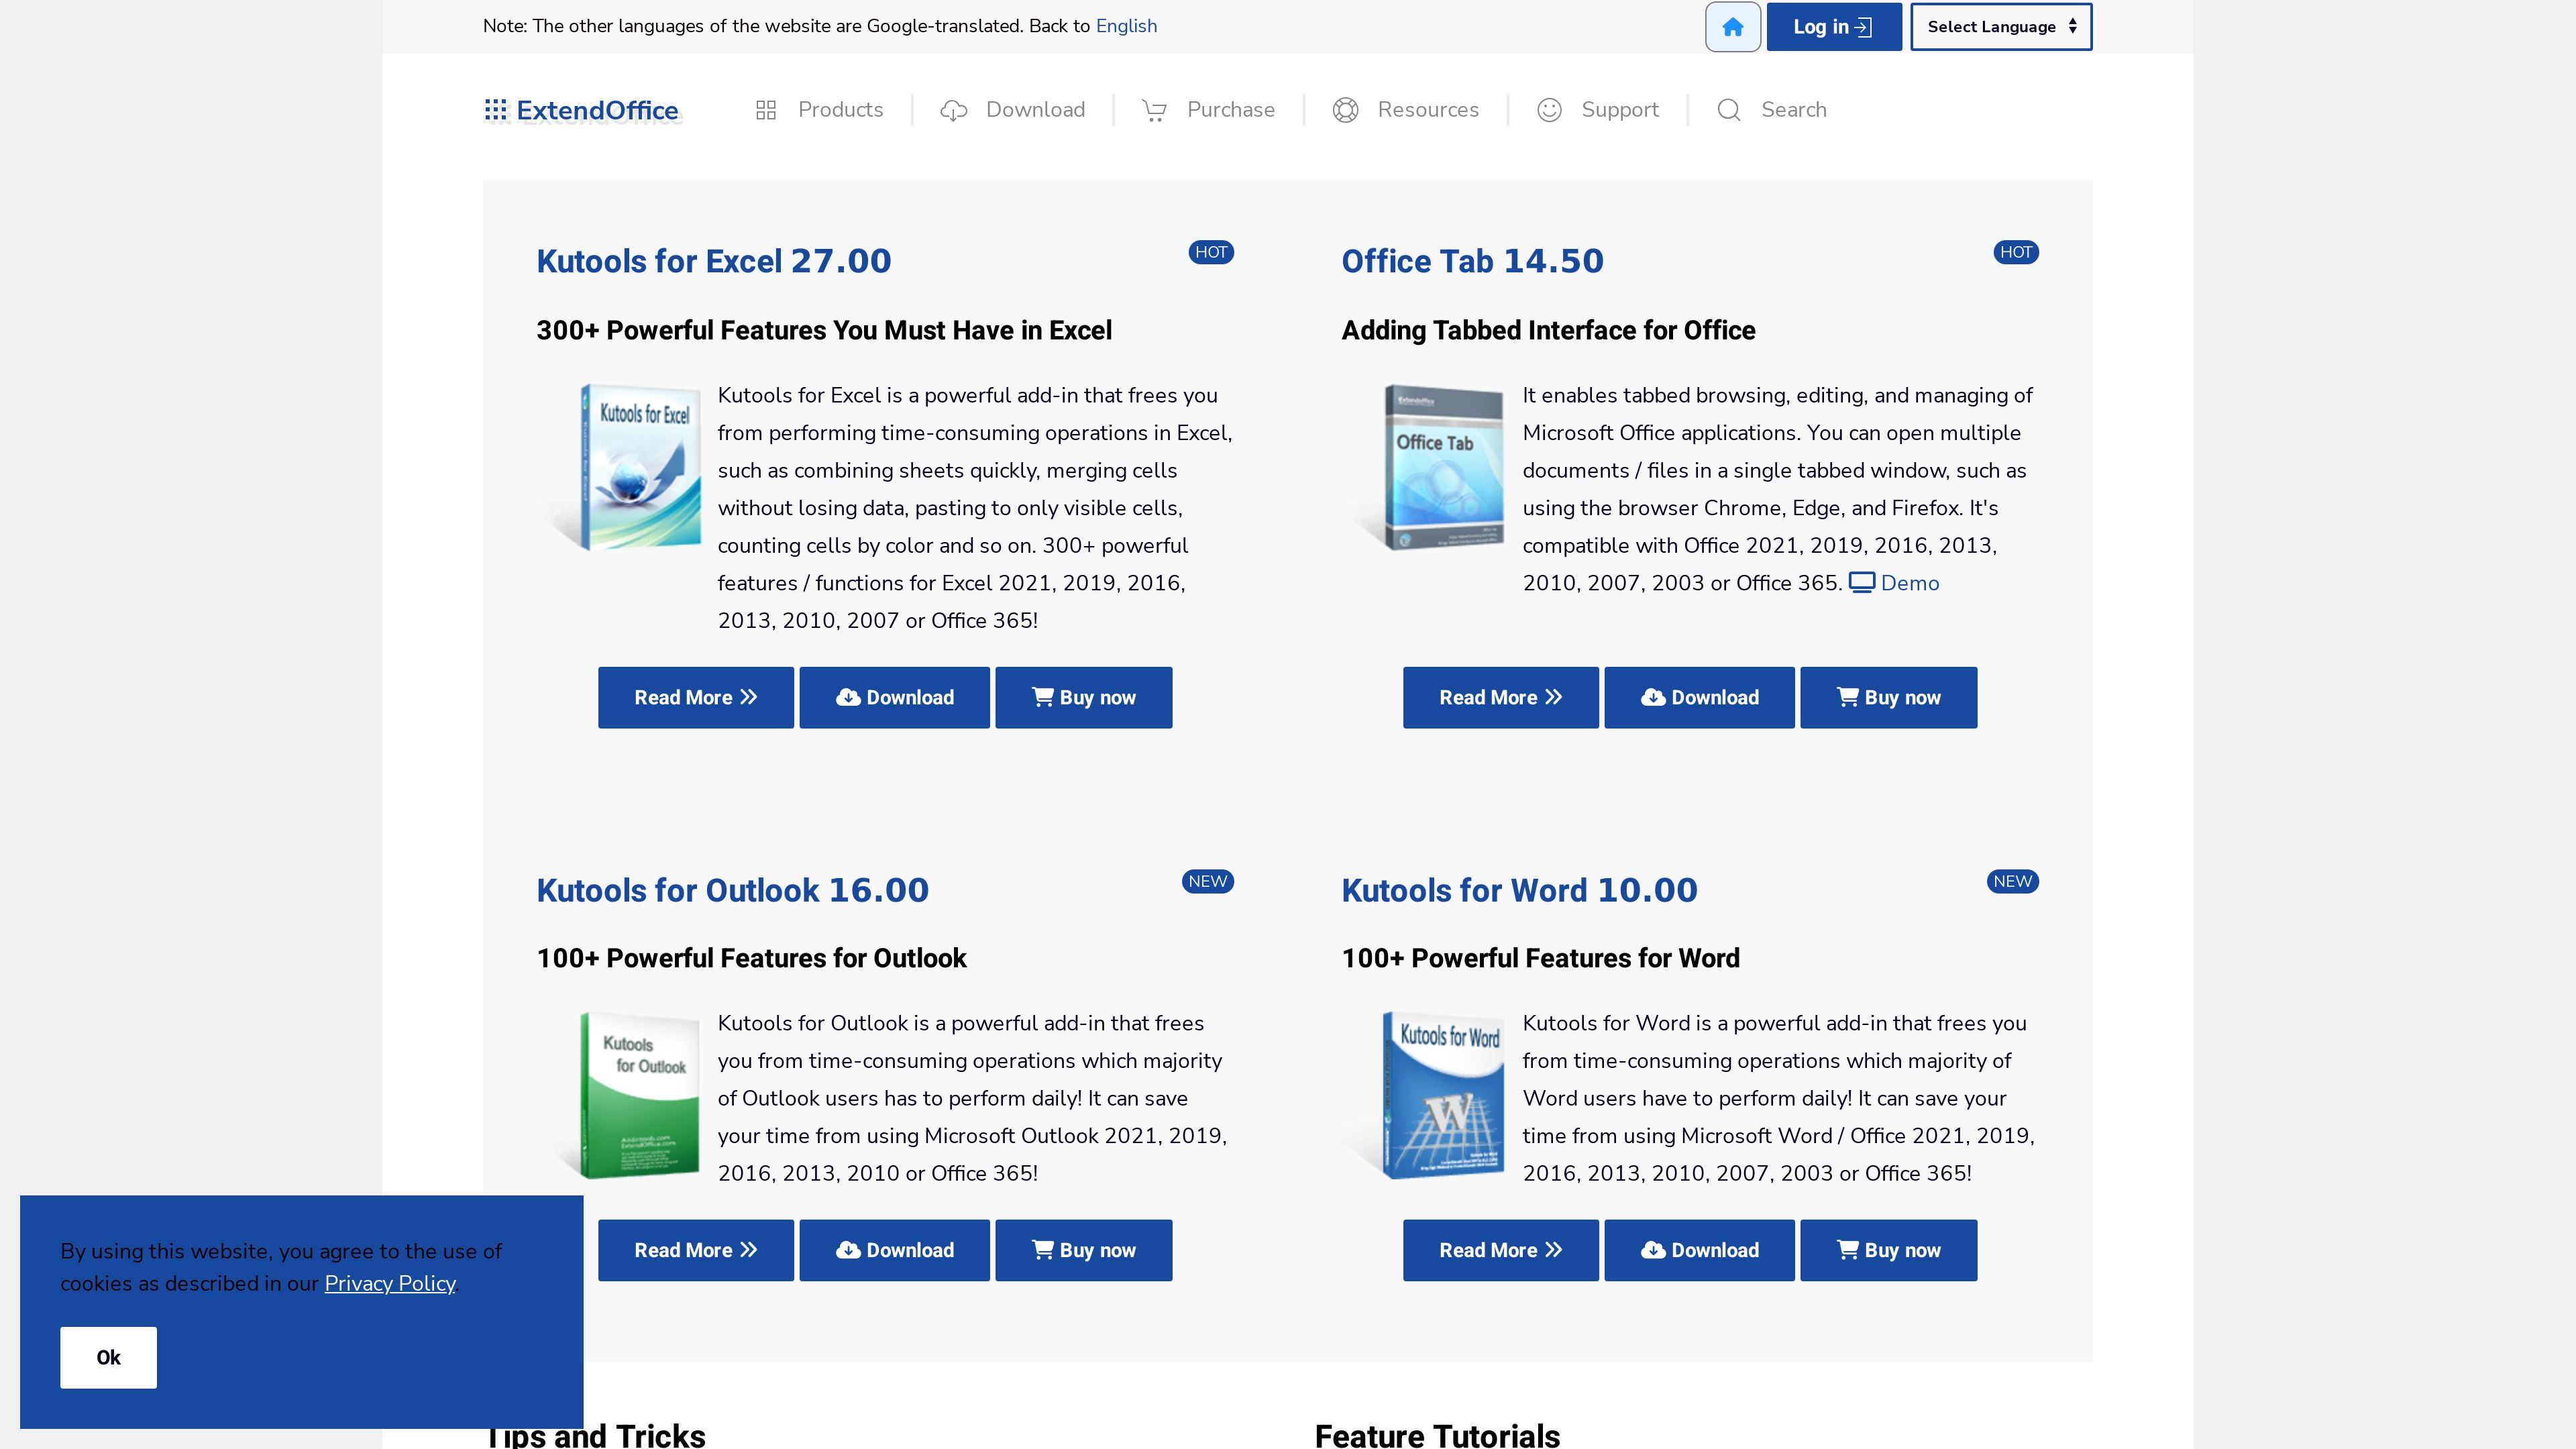 Note: The other languages of the website are Google-translated. Back to English
Log in
Select Language
ExtendOffice
Products
Download
Purchase
Resources
Support
Search
Kutools for Excel 27.00
HOT
300+ Powerful Features You Must Have in Excel
Kutools for Excel
Kutools for Excel is a powerful add-in that frees you
from performing time-consuming operations in Excel,
such as combining sheets quickly, merging cells
without losing data, pasting to only visible cells,
counting cells by color and so on. 300+ powerful
features / functions for Excel 2021, 2019, 2016,
2013, 2010, 2007 or Office 365!
Read More
Download
Buy now
Office Tab 14.50
HOT
Adding Tabbed Interface for Office
Office Tab
It enables tabbed browsing, editing, and managing of
Microsoft Office applications. You can open multiple
documents / files in a single tabbed window, such as
using the browser Chrome, Edge, and Firefox. It's
compatible with Office 2021, 2019, 2016, 2013,
2010, 2007, 2003 or Office 365. Demo
Read More
Download
Buy now
Kutools for Outlook 16.00
NEW
100+ Powerful Features for Outlook
Kutools
for Outlook
Kutools for Outlook is a powerful add-in that frees
you from time-consuming operations which majority
of Outlook users has to perform daily! It can save
your time from using Microsoft Outlook 2021, 2019,
2016, 2013, 2010 or Office 365!
Read More
Download
Buy now
Kutools for Word 10.00
NEW
100+ Powerful Features for Word
Kutools for Word
W
Kutools for Word is a powerful add-in that frees you
from time-consuming operations which majority of
Word users have to perform daily! It can save your
time from using Microsoft Word / Office 2021, 2019,
2016, 2013, 2010, 2007, 2003 or Office 365!
Read More
Download
Buy now
By using this website, you agree to the use of
cookies as described in our Privacy Policy.
Ok
Tips and Tricks
Feature Tutorials